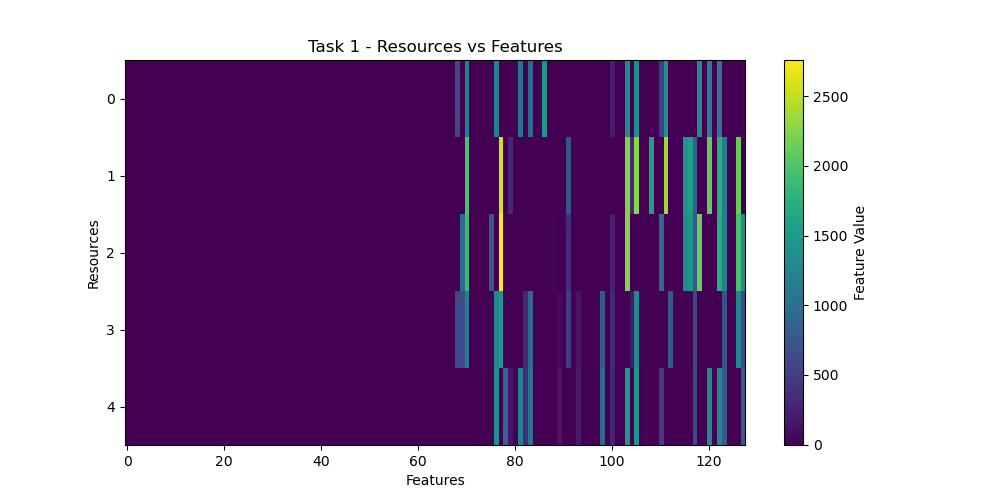 Task 1 - Resources vs Features
Resources
0
1
2
3
4
0 20 40 60 80 100 120
Features
2500
2000
1500
1000
500
0
Feature Value